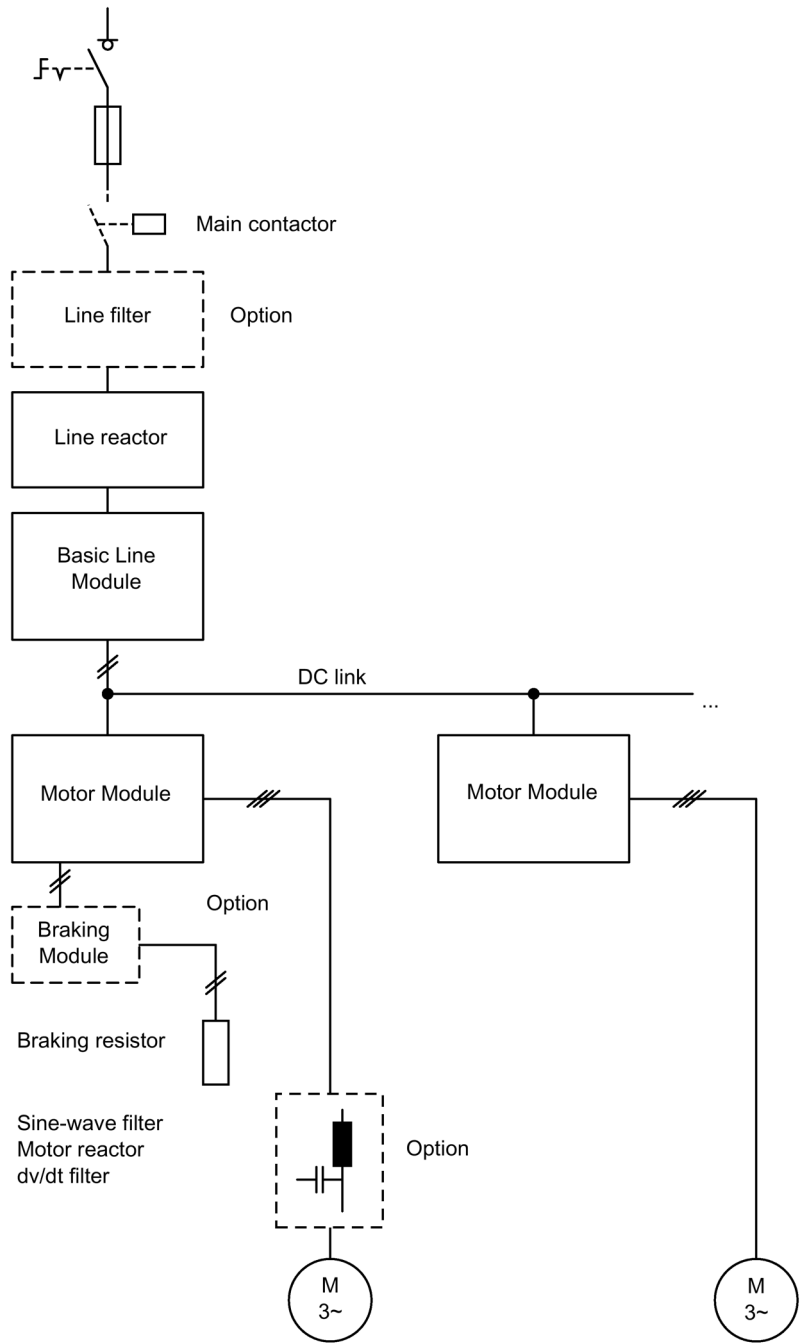 Main contactor
Line filter
Option
Line reactor
Basic Line
Module
DC link
...
Motor Module
Motor Module
Option
Braking
Module
Braking resistor
Sine-wave filter
Motor reactor
dv/dt filter
Option
M
3~
M
3~